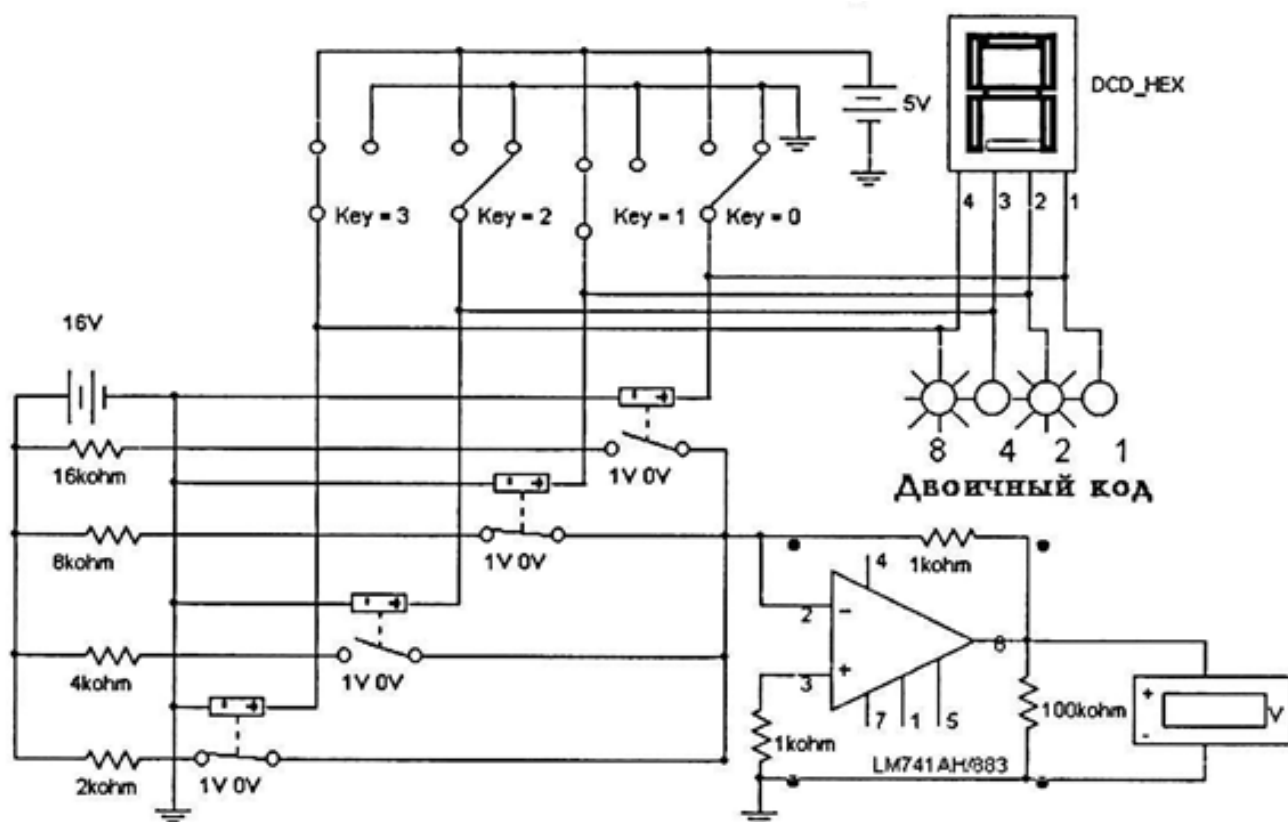 DCD_HEX
5V
4 3 2 1
Key = 3
Key = 2
Key = 1
Key = 0
16V
8 4 2 1
Двоичный код
16kohm
1V 0V
8kohm
1V 0V
1kohm
4
2
6
4kohm
1V 0V
3
7 1 5
1kohm
100kohm
+
-
V
LM741AH/883
2kohm
1V 0V